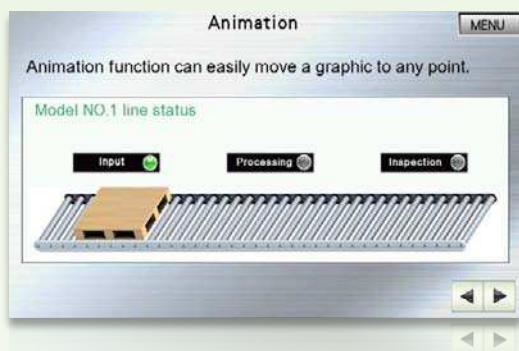 Animation
MENU
Animation function can easily move a graphic to any point.
Model NO.1 line status
Input
Processing
Inspection